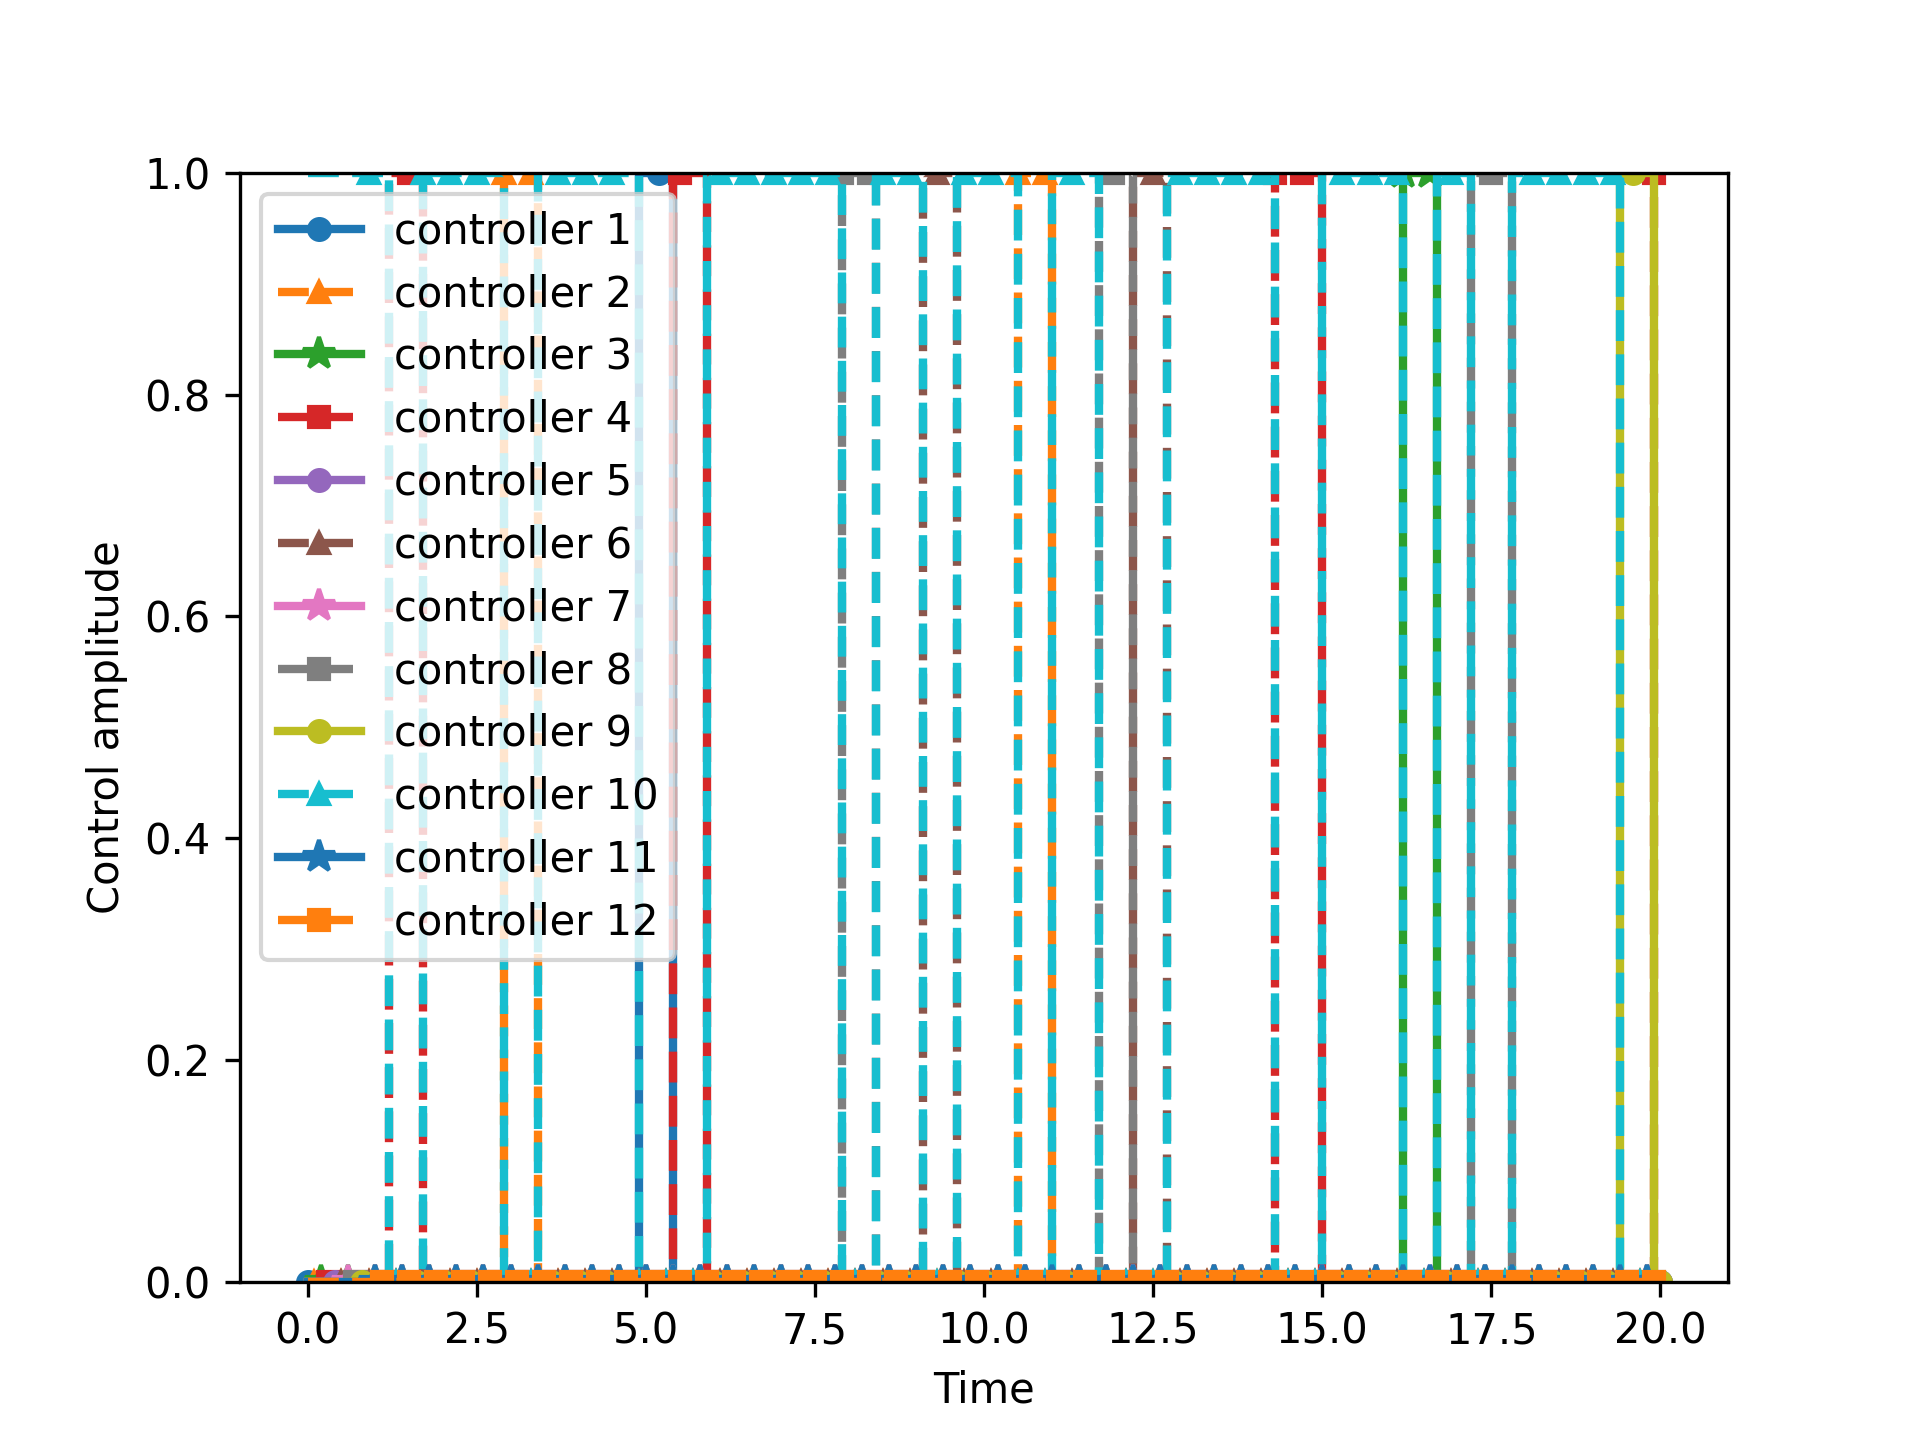 1.0
0.8
0.6
0.4
0.2
0.0
Control amplitude
controller 1
controller 2
controller 3
controller 4
controller 5
controller 6
controller 7
controller 8
controller 9
controller 10
controller 11
controller 12
0.0 2.5 5.0 7.5 10.0 12.5 15.0 17.5 20.0
Time